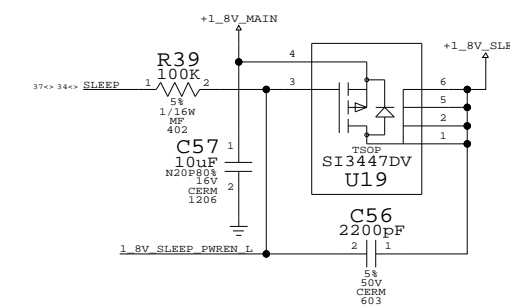 +1_8V_MAIN
+1_8V_SLE
R39
100K
37<> 34<> SLEEP
1
2
5%
1/16W
MF
402
4
3
6
5
2
1
C57
10uF
N20P80%
16V
CERM
1206
1
2
TSOP
SI3447DV
U19
C56
2200pF
2
1
5%
50V
CERM
603
1_8V_SLEEP_PWREN_L